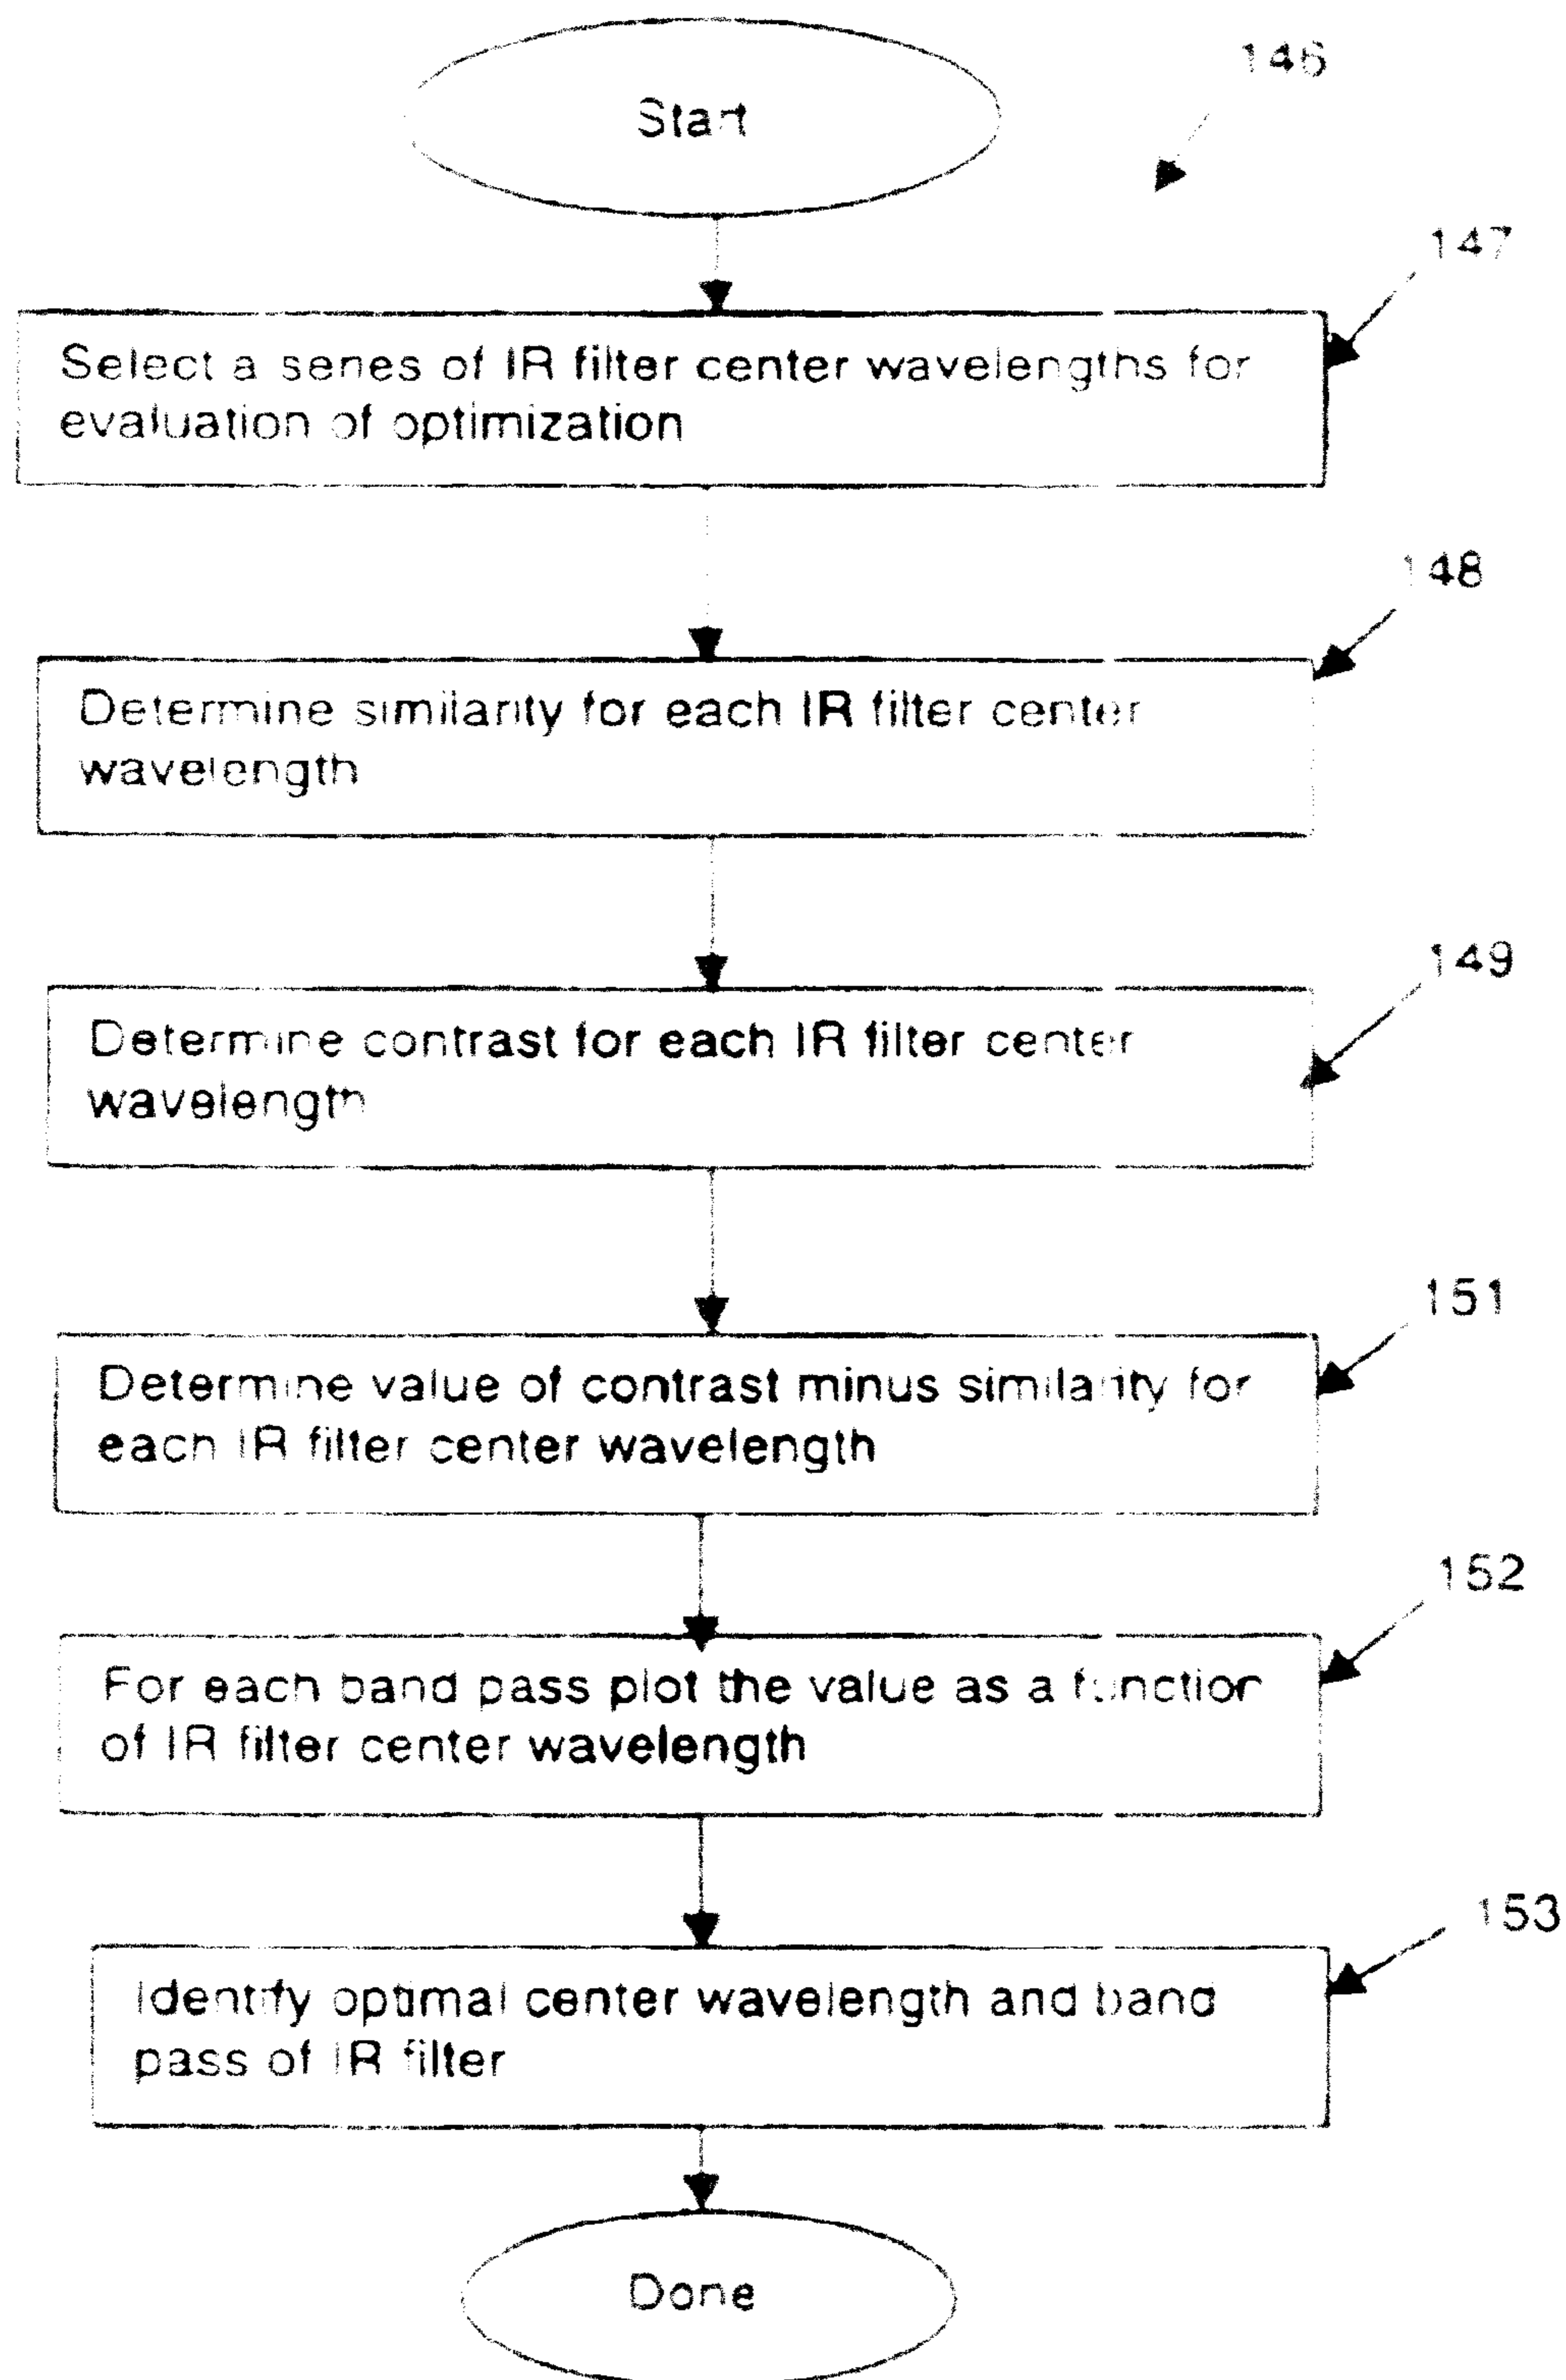 Start
146
147
Select a series of IR filter center wavelengths for
evaluation of optimization
148
Determine similarity for each IR filter center
wavelength
149
Determine contrast for each IR filter center
wavelength
151
Determine value of contrast minus similarity for
each IR filter center wavelength
152
For each band pass plot the value as a function
of IR filter center wavelength
153
Identify optimal center wavelength and band
pass of IR filter
Done